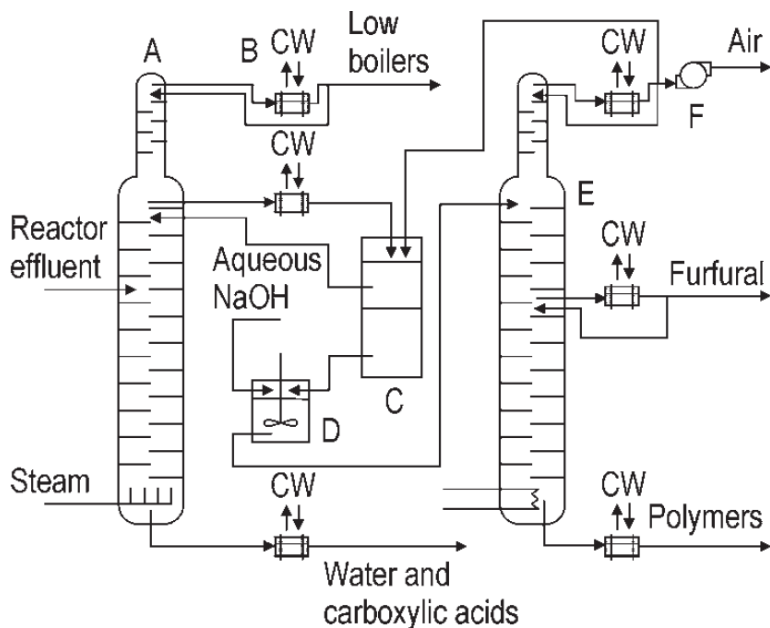 A
B
CW
Low
boilers
CW
Air
F
CW
E
Reactor
effluent
Aqueous
NaOH
CW
Furfural
C
D
Steam
CW
CW
Polymers
Water and
carboxylic acids